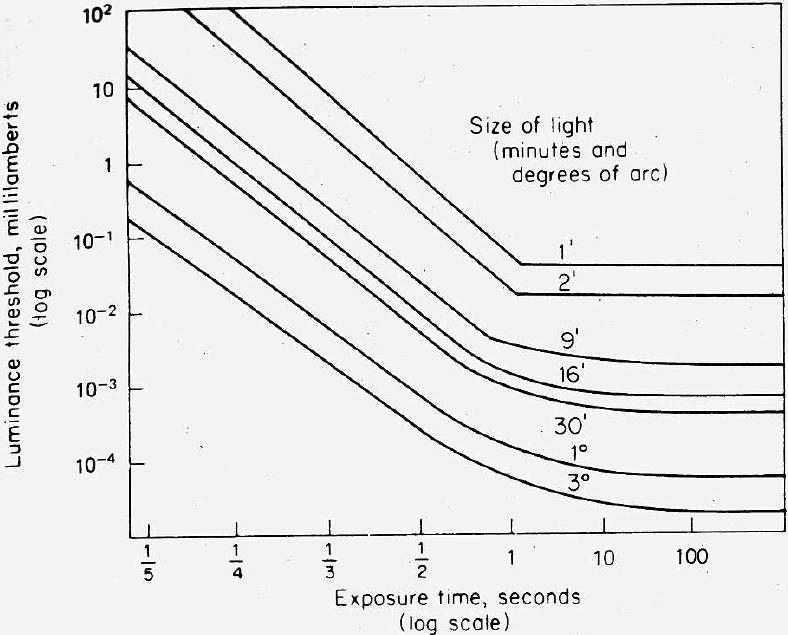 10²
10
1
10⁻¹
10⁻²
10⁻³
10⁻⁴
Luminance threshold, millilamberts
(log scale)
Size of light
(minutes and
degrees of arc)
1'
2'
9'
16'
30'
1°
3°
1/5 1/4 1/3 1/2 1 10 100
Exposure time, seconds
(log scale)